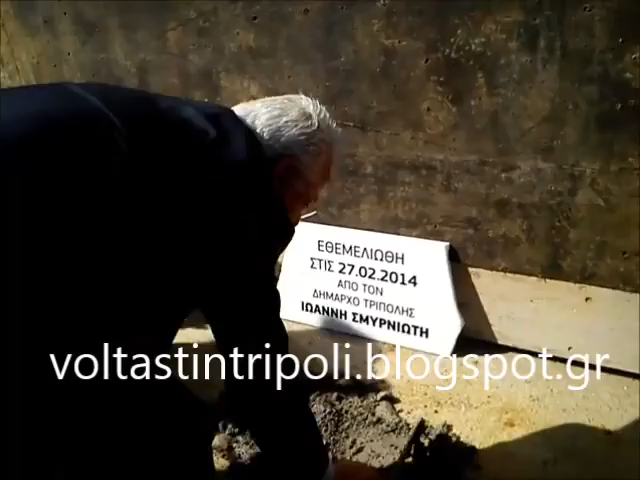 ΕΘΕΜΕΛΙΩΘΗ
ΣΤΙΣ 27.02.2014
ΑΠΟ ΤΟΝ
ΔΗΜΑΡΧΟ ΤΡΙΠΟΛΗΣ
ΙΩΑΝΝΗ ΣΜΥΡΝΙΩΤΗ
voltastintripoli.blogspot.gr